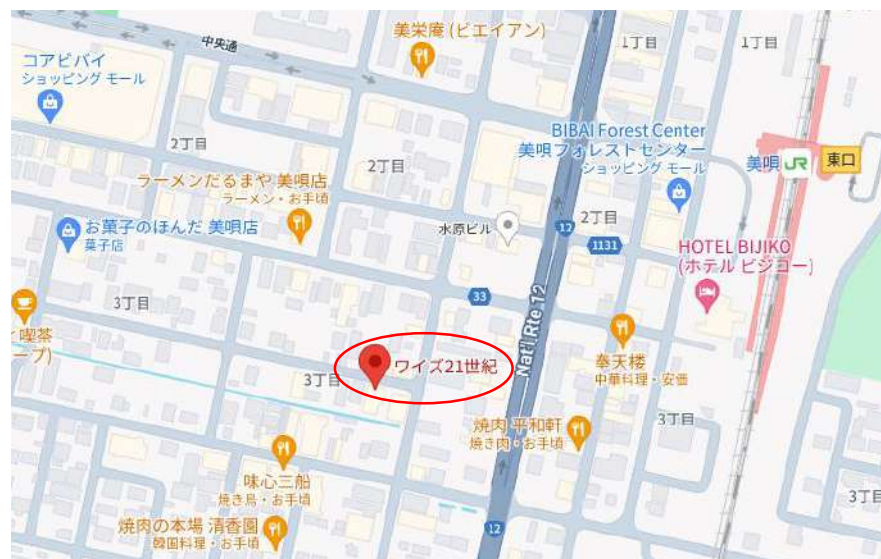 美栄庵 (ビエイアン)
1丁目
1丁目
中央通
コアビバイ
ショッピング モール
BIBAI Forest Center
美唄フォレストセンター
ショッピング モール
美唄
JR
東口
2丁目
2丁目
ラーメンだるまや 美唄店
ラーメン・お手頃
お菓子のほんだ 美唄店
菓子店
水原ビル
12
2丁目
1131
HOTEL BIJIKO
(ホテル ビジコー)
3丁目
33
Nat'l Rte 12
喫茶
ープ)
ワイズ21世紀
3丁目
奉天楼
中華料理・安価
焼肉 平和軒
焼き肉・お手頃
3丁目
味心三船
焼き鳥・お手頃
3丁目
焼肉の本場 清香園
韓国料理・お手頃
12